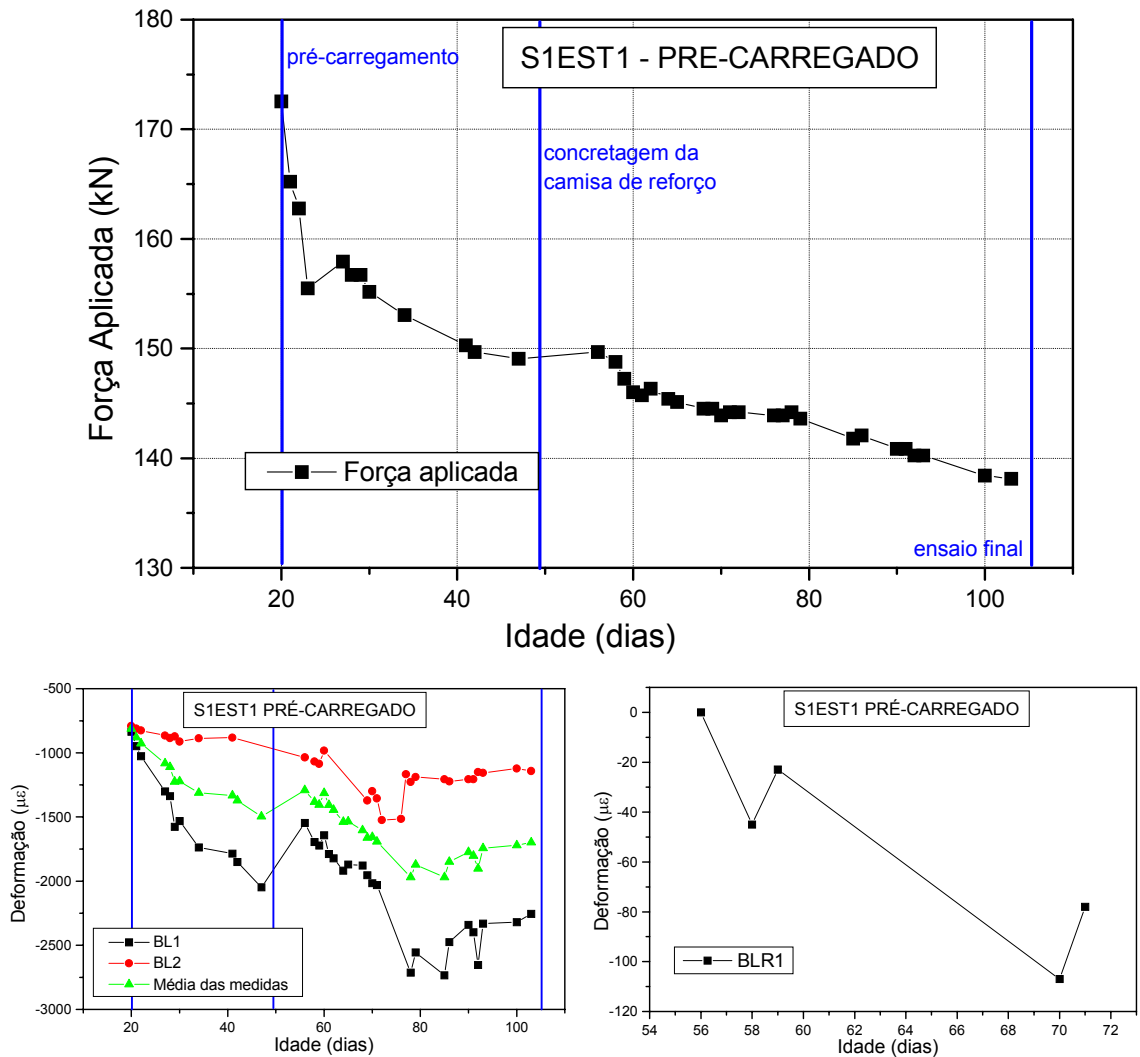 180
170
160
150
140
130
Força Aplicada (kN)
pré-carregamento
S1EST1 - PRE-CARREGADO
concretagem da
camisa de reforço
Força aplicada
ensaio final
20
40
60
80
100
Idade (dias)
-500
-1000
-1500
-2000
-2500
-3000
Deformação (με)
S1EST1 PRÉ-CARREGADO
BL1
BL2
Média das medidas
20
40
60
80
100
Idade (dias)
0
-20
-40
-60
-80
-100
-120
Deformação (με)
S1EST1 PRÉ-CARREGADO
BLR1
54
56
58
60
62
64
66
68
70
72
Idade (dias)